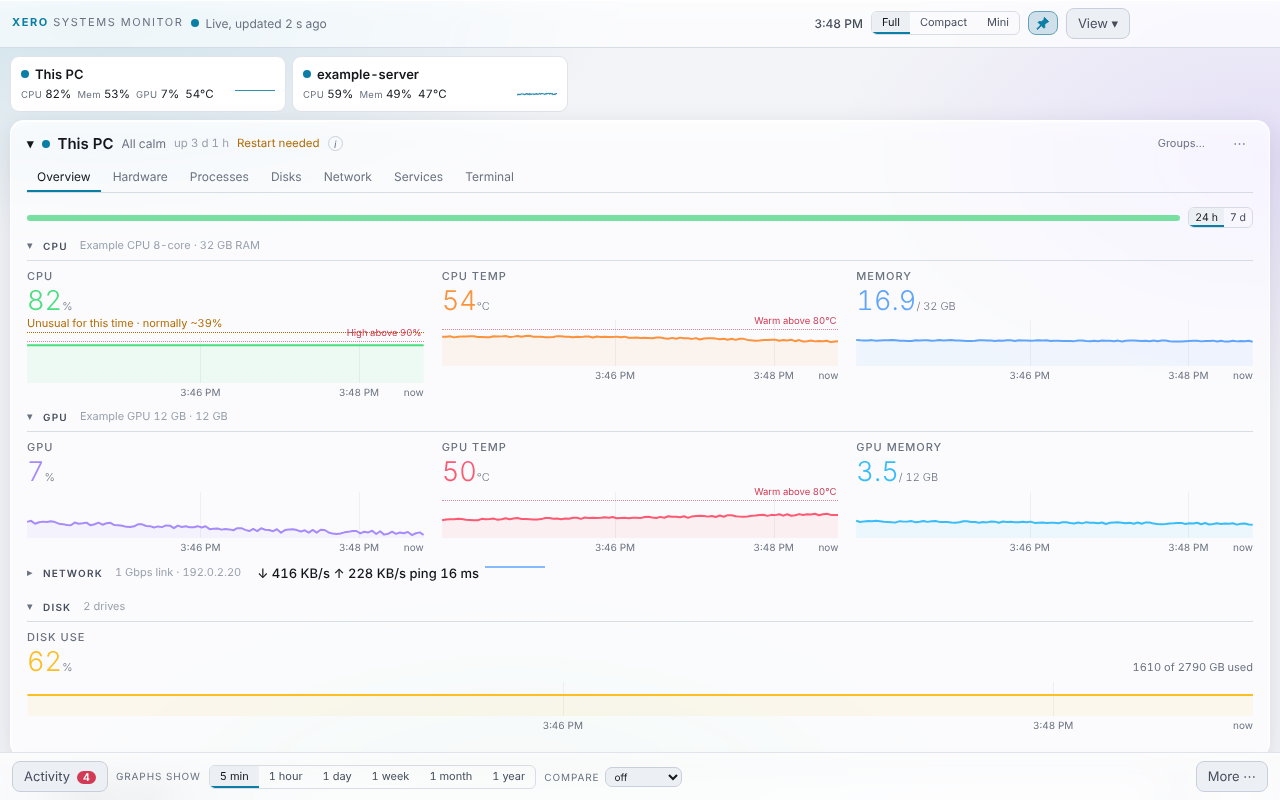 XERO SYSTEMS MONITOR Live, updated 2 s ago 3:48 PM Full Compact Mini View ▾
This PC
CPU 82% Mem 53% GPU 7% 54°C
example-server
CPU 59% Mem 49% 47°C
▾ This PC All calm up 3 d 1 h Restart needed i Groups... ···
Overview Hardware Processes Disks Network Services Terminal
24 h 7 d
▾ CPU Example CPU 8-core · 32 GB RAM
CPU
82%
Unusual for this time · normally ~39%
High above 90%
3:46 PM 3:48 PM now
CPU TEMP
54°C
Warm above 80°C
3:46 PM 3:48 PM now
MEMORY
16.9/ 32 GB
3:46 PM 3:48 PM now
▾ GPU Example GPU 12 GB · 12 GB
GPU
7%
3:46 PM 3:48 PM now
GPU TEMP
50°C
Warm above 80°C
3:46 PM 3:48 PM now
GPU MEMORY
3.5/ 12 GB
3:46 PM 3:48 PM now
▸ NETWORK 1 Gbps link · 192.0.2.20 ↓ 416 KB/s ↑ 228 KB/s ping 16 ms
▾ DISK 2 drives
DISK USE
62%
1610 of 2790 GB used
3:46 PM 3:48 PM now
Activity 4 GRAPHS SHOW 5 min 1 hour 1 day 1 week 1 month 1 year COMPARE off More ···